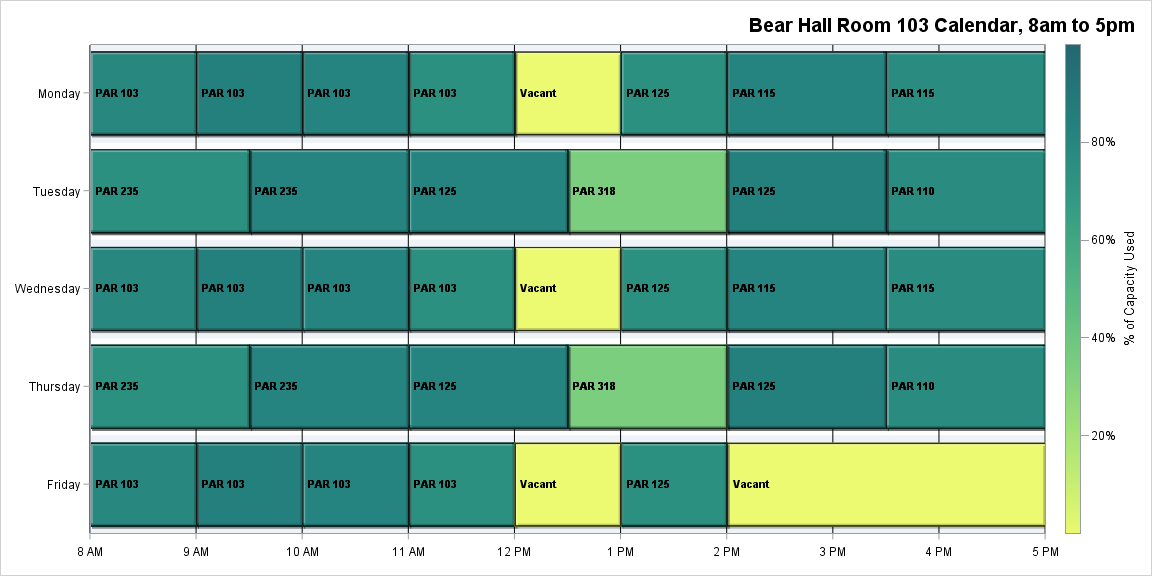 Bear Hall Room 103 Calendar, 8am to 5pm
Monday
PAR 103
PAR 103
PAR 103
PAR 103
Vacant
PAR 125
PAR 115
PAR 115
Tuesday
PAR 235
PAR 235
PAR 125
PAR 318
PAR 125
PAR 110
Wednesday
PAR 103
PAR 103
PAR 103
PAR 103
Vacant
PAR 125
PAR 115
PAR 115
Thursday
PAR 235
PAR 235
PAR 125
PAR 318
PAR 125
PAR 110
Friday
PAR 103
PAR 103
PAR 103
PAR 103
Vacant
PAR 125
Vacant
8 AM
9 AM
10 AM
11 AM
12 PM
1 PM
2 PM
3 PM
4 PM
5 PM
80%
60%
40%
20%
% of Capacity Used